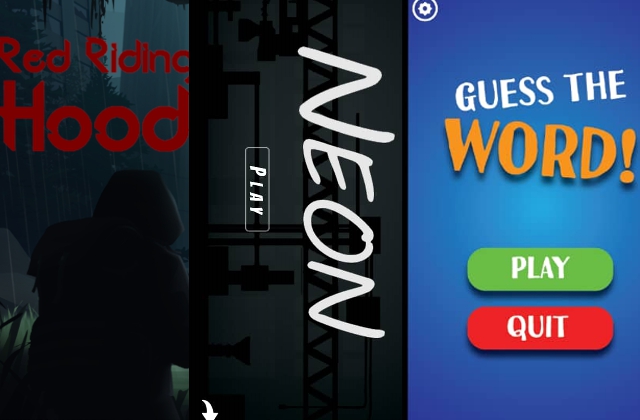 Red Riding
Hood
NEON
PLAY
GUESS THE
WORD!
PLAY
QUIT